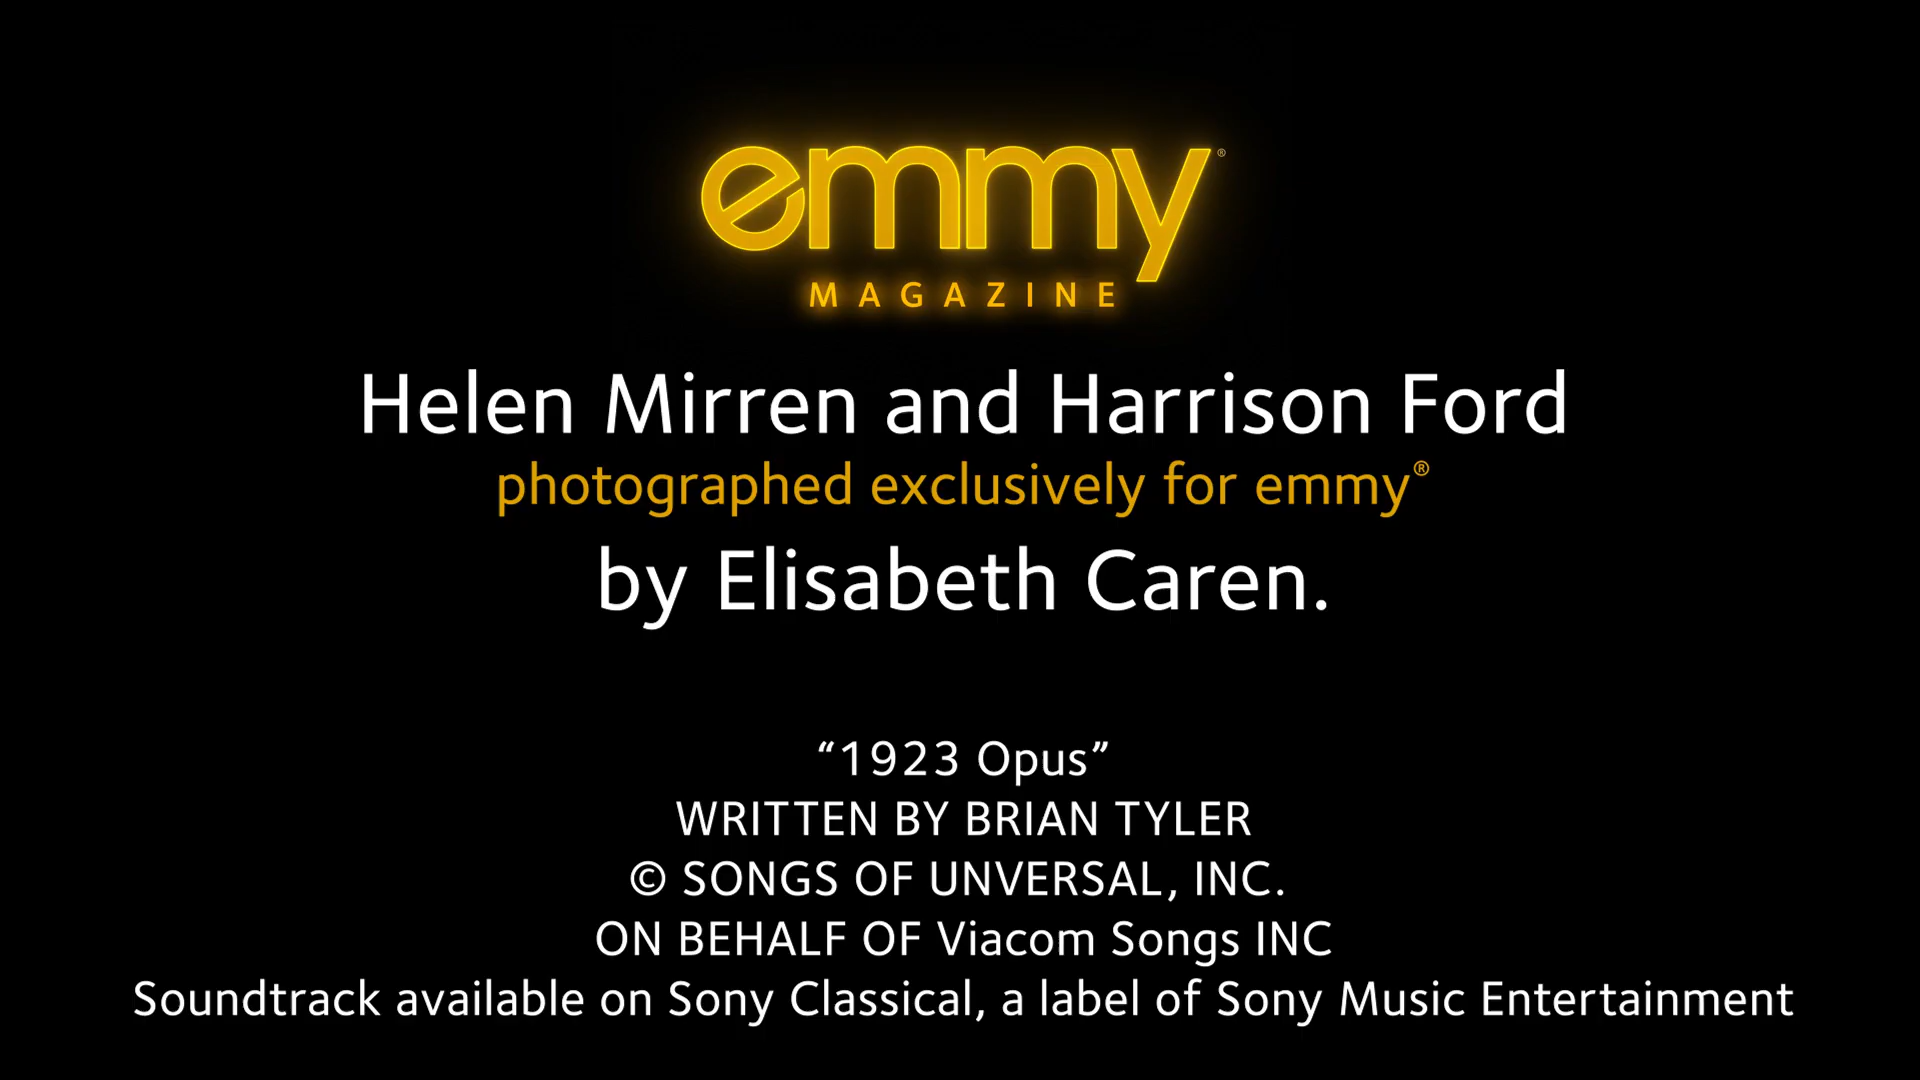 emmy®
MAGAZINE
Helen Mirren and Harrison Ford
photographed exclusively for emmy®
by Elisabeth Caren.
“1923 Opus”
WRITTEN BY BRIAN TYLER
© SONGS OF UNVERSAL, INC.
ON BEHALF OF Viacom Songs INC
Soundtrack available on Sony Classical, a label of Sony Music Entertainment